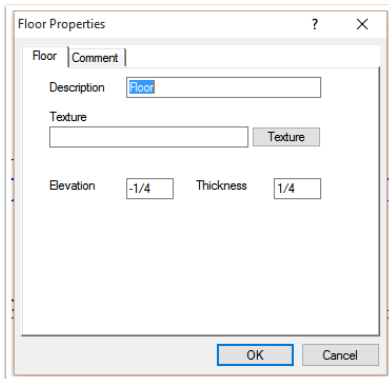 Floor Properties ?
Floor Comment
Description Floor
Texture
Texture
Elevation -1/4 Thickness 1/4
OK Cancel